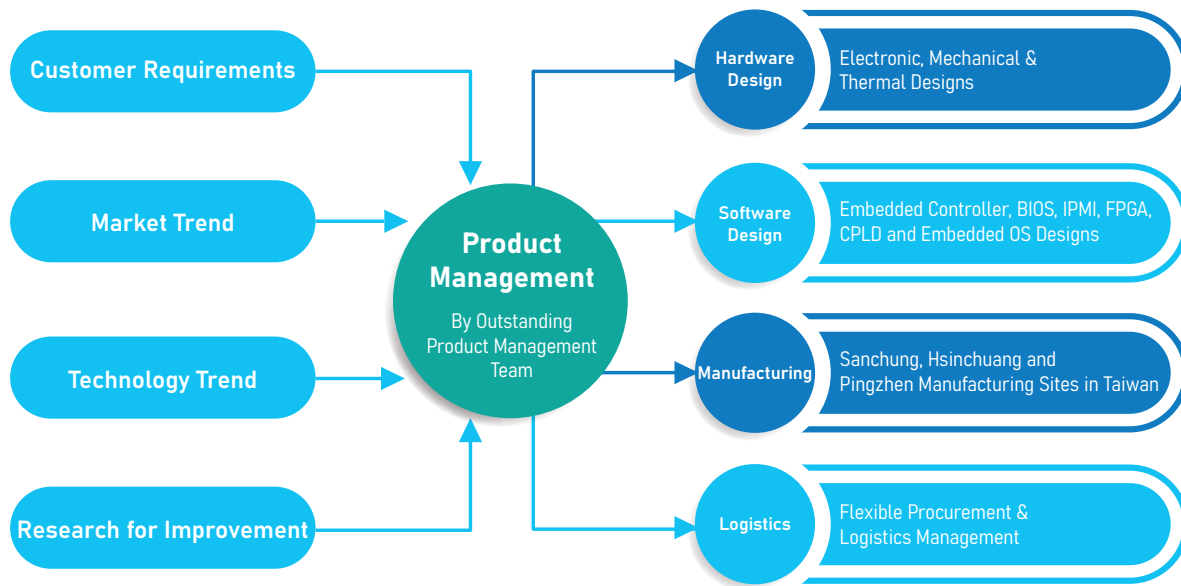 Customer Requirements
Market Trend
Technology Trend
Research for Improvement
Product
Management
By Outstanding
Product Management
Team
Hardware
Design
Electronic, Mechanical &
Thermal Designs
Software
Design
Embedded Controller, BIOS, IPMI, FPGA,
CPLD and Embedded OS Designs
Manufacturing
Sanchung, Hsinchuang and
Pingzhen Manufacturing Sites in Taiwan
Logistics
Flexible Procurement &
Logistics Management